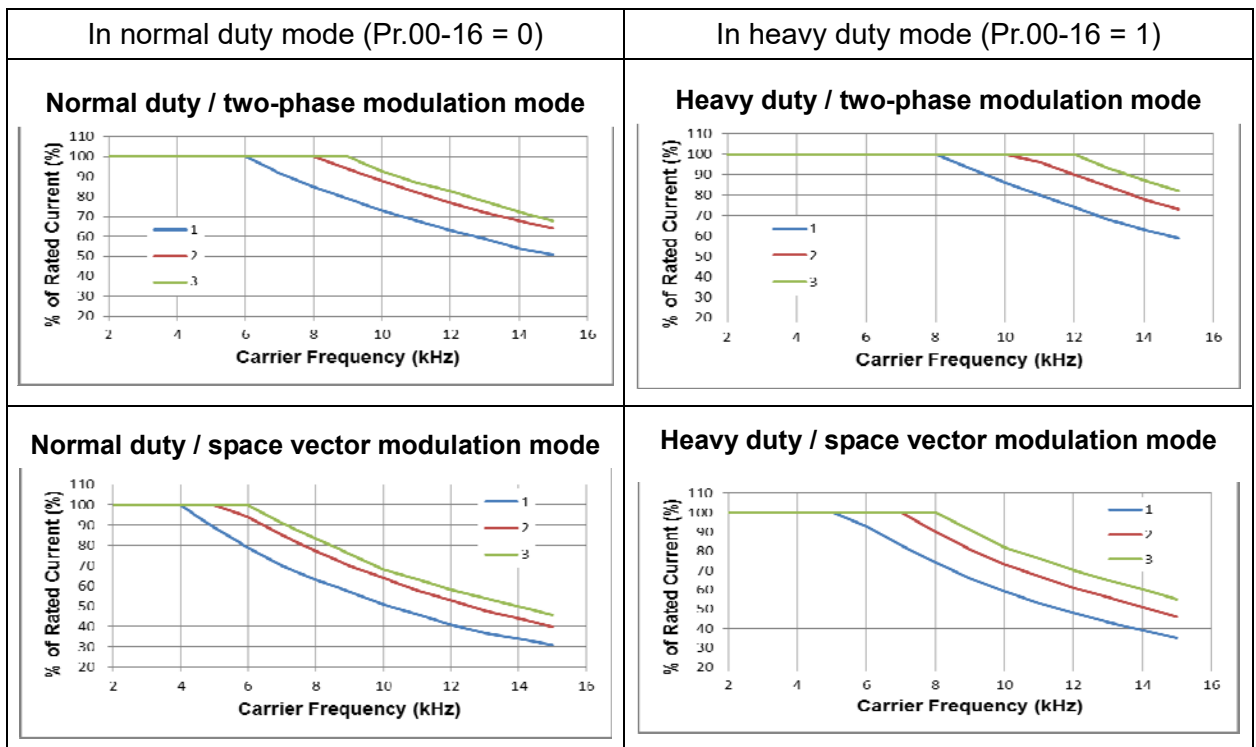 In normal duty mode (Pr.00-16 = 0)
In heavy duty mode (Pr.00-16 = 1)
Normal duty / two-phase modulation mode
% of Rated Current (%)
110
100
90
80
70
60
50
40
30
20
1
2
3
2 4 6 8 10 12 14 16
Carrier Frequency (kHz)
Heavy duty / two-phase modulation mode
% of Rated Current (%)
110
100
90
80
70
60
50
40
30
20
1
2
3
2 4 6 8 10 12 14 16
Carrier Frequency (kHz)
Normal duty / space vector modulation mode
% of Rated Current (%)
110
100
90
80
70
60
50
40
30
20
1
2
3
2 4 6 8 10 12 14 16
Carrier Frequency (kHz)
Heavy duty / space vector modulation mode
% of Rated Current (%)
110
100
90
80
70
60
50
40
30
20
1
2
3
2 4 6 8 10 12 14 16
Carrier Frequency (kHz)